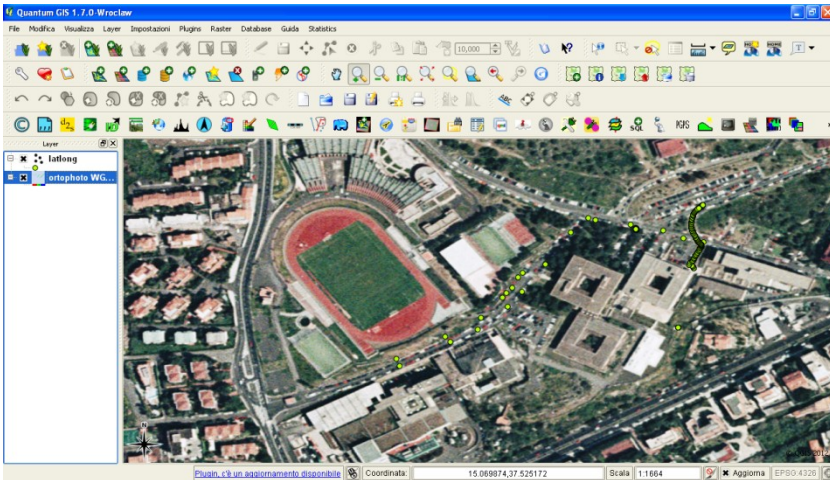 Quantum GIS 1.7.0-Wroclaw
File Modifica Visualizza Layer Impostazioni Plugins Raster Database Guida Statistics
10,000
SQL
Layer
latlong
ortophoto WG...
Plugin, c'è un aggiornamento disponibile Coordinata: 15.069874,37.525172 Scala 1:1664 Aggiorna EPSG:4326